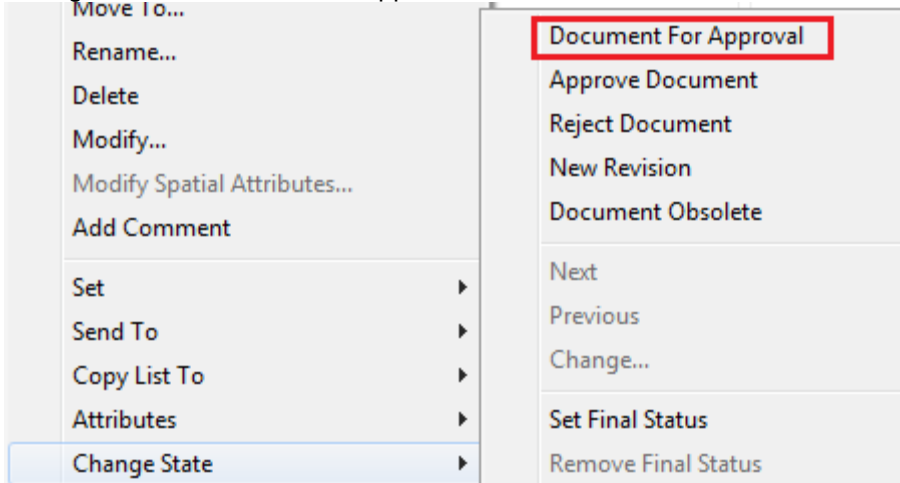 Move To...
Rename...
Delete
Modify...
Modify Spatial Attributes...
Add Comment
Set
Send To
Copy List To
Attributes
Change State
Document For Approval
Approve Document
Reject Document
New Revision
Document Obsolete
Next
Previous
Change...
Set Final Status
Remove Final Status